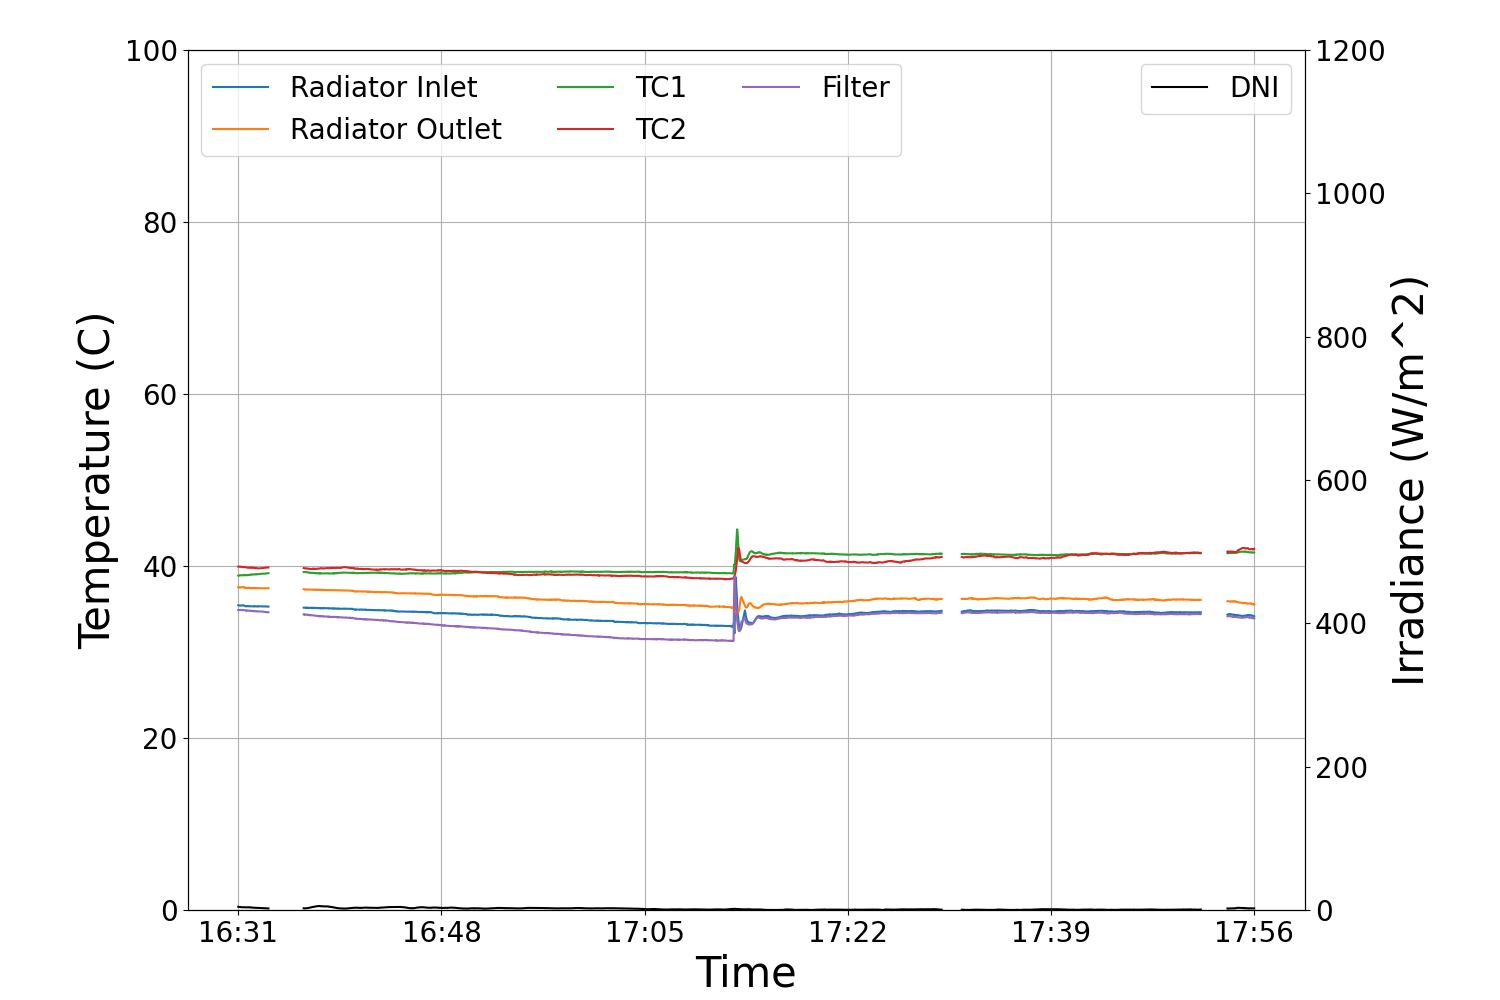 Radiator Inlet
Radiator Outlet
TC1
TC2
Filter
DNI
Temperature (C)
100
80
60
40
20
0
1200
1000
800
600
400
200
0
Irradiance (W/m^2)
16:31 16:48 17:05 17:22 17:39 17:56
Time